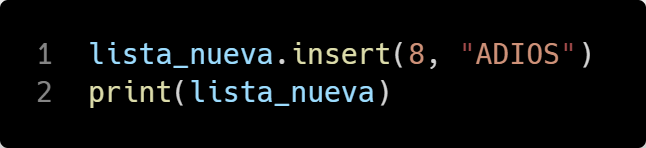 1 lista_nueva.insert(8, "ADIOS")
2 print(lista_nueva)